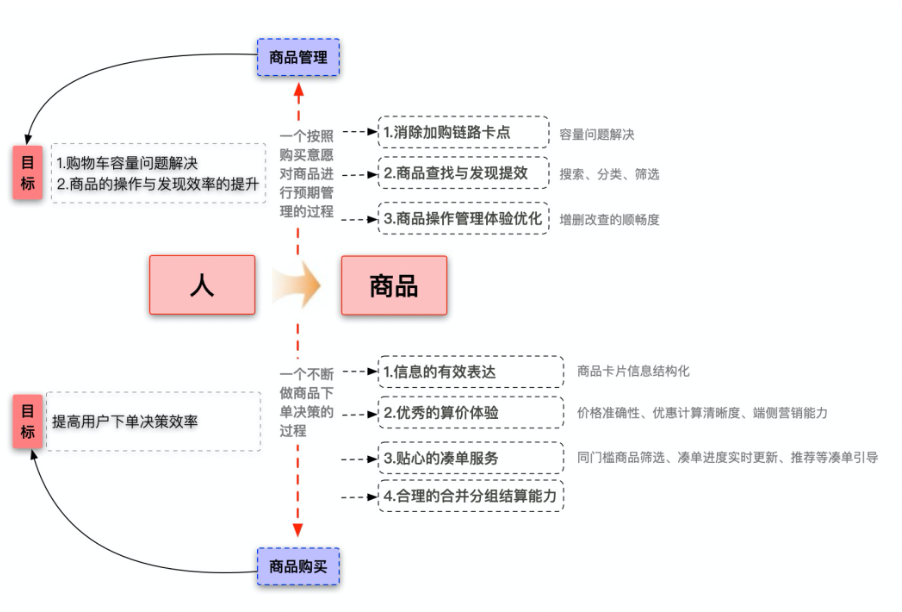 商品管理
目
标
1.购物车容量问题解决
2.商品的操作与发现效率的提升
一个按照
购买意愿
对商品进
行预期管
理的过程
1.消除加购链路卡点
容量问题解决
2.商品查找与发现提效
搜索、分类、筛选
3.商品操作管理体验优化
增删改查的顺畅度
人
商品
目
标
提高用户下单决策效率
一个不断
做商品下
单决策的
过程
1.信息的有效表达
商品卡片信息结构化
2.优秀的算价体验
价格准确性、优惠计算清晰度、端侧营销能力
3.贴心的凑单服务
同门槛商品筛选、凑单进度实时更新、推荐等凑单引导
4.合理的合并分组结算能力
商品购买